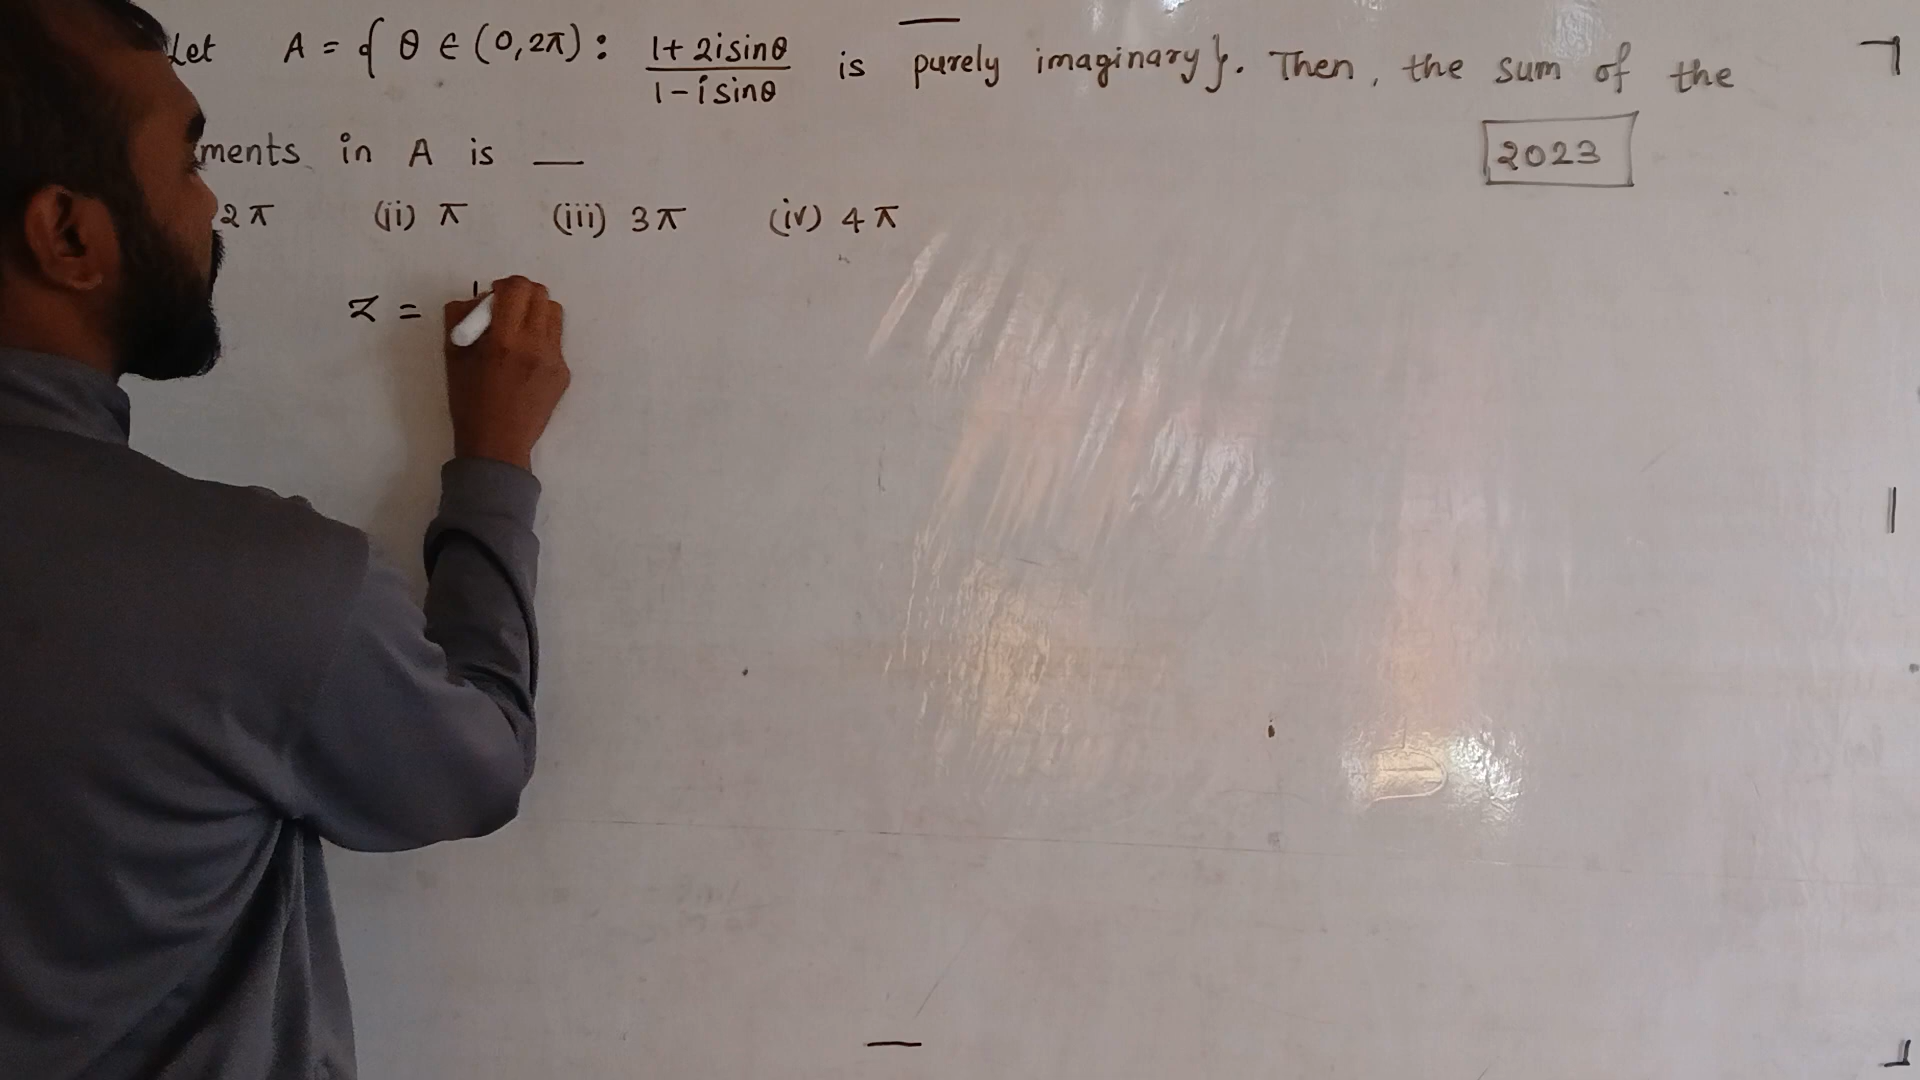 Let A = { θ ∈ (0,2π) : (1+2isinθ)/(1-isinθ) is purely imaginary}. Then, the sum of the
ments in A is __
2023
2π (ii) π (iii) 3π (iv) 4π
z =